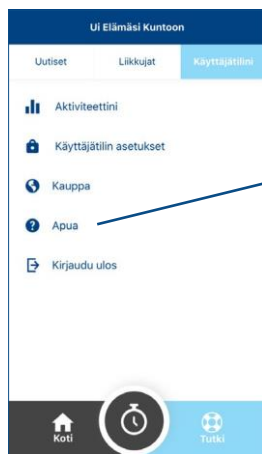 Ui Elämäsi Kuntoon
Uutiset Liikkujat Käyttäjätilini
Aktiviteettini
Käyttäjätilin asetukset
Kauppa
Apua
Kirjaudu ulos
Koti Tutki